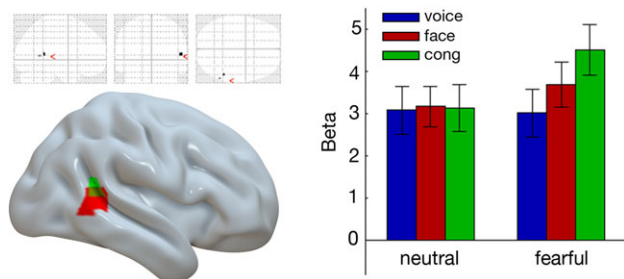 <
<
<
voice
face
cong
Beta
5
4
3
2
1
0
neutral
fearful